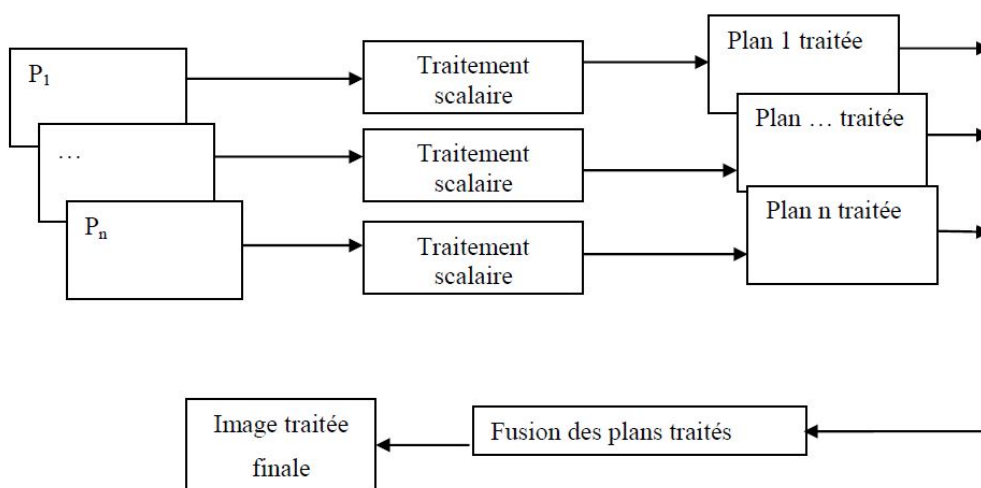 P1
Traitement
scalaire
Plan 1 traitée
…
Traitement
scalaire
Plan … traitée
Pn
Traitement
scalaire
Plan n traitée
Image traitée
finale
Fusion des plans traités